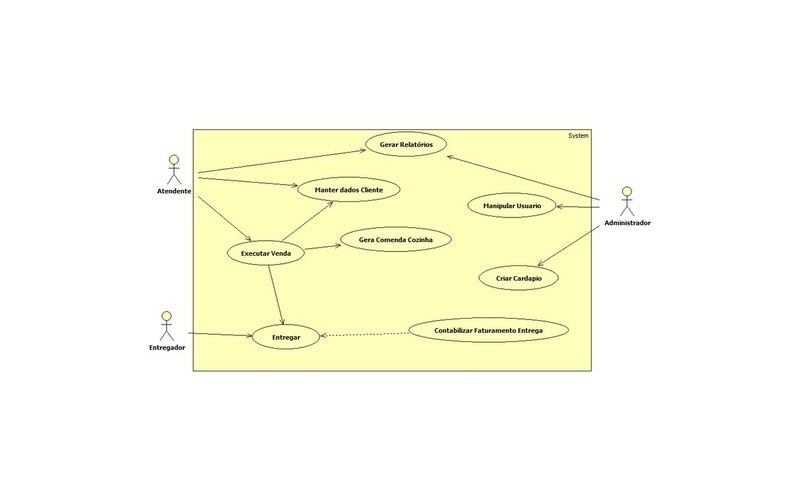 System
Gerar Relatórios
Atendente
Manter dados Cliente
Manipular Usuario
Administrador
Gera Comenda Cozinha
Executar Venda
Criar Cardapio
Contabilizar Faturamento Entrega
Entregar
Entregador